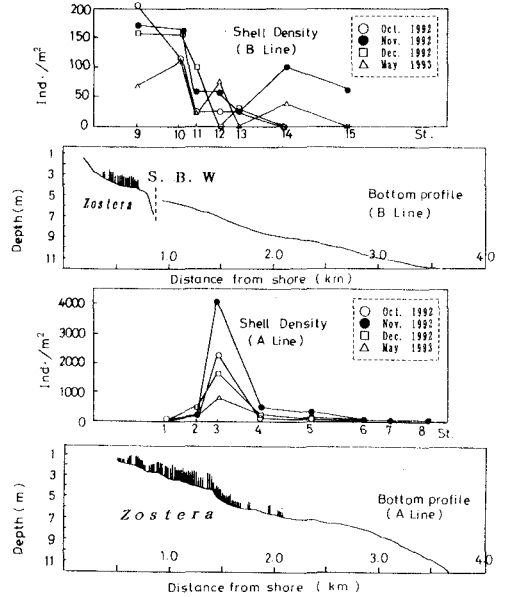 200
150
100
50
0
Ind./m²
Shell Density
(B Line)
Oct. 1992
Nov. 1992
Dec. 1992
May 1993
9 10 11 12 13 14 15 St.
1
3
5
7
9
11
Depth(m)
S. B. W
Zostera
Bottom profile
(B Line)
1.0 2.0 3.0 4.0
Distance from shore (km)
4000
3000
2000
1000
0
Ind./m²
Shell Density
(A Line)
Oct. 1992
Nov. 1992
Dec. 1992
May 1993
1 2 3 4 5 6 7 8 St.
1
3
5
7
9
11
Depth (m)
Zostera
Bottom profile
(A Line)
1.0 2.0 3.0 4.0
Distance from shore (km)